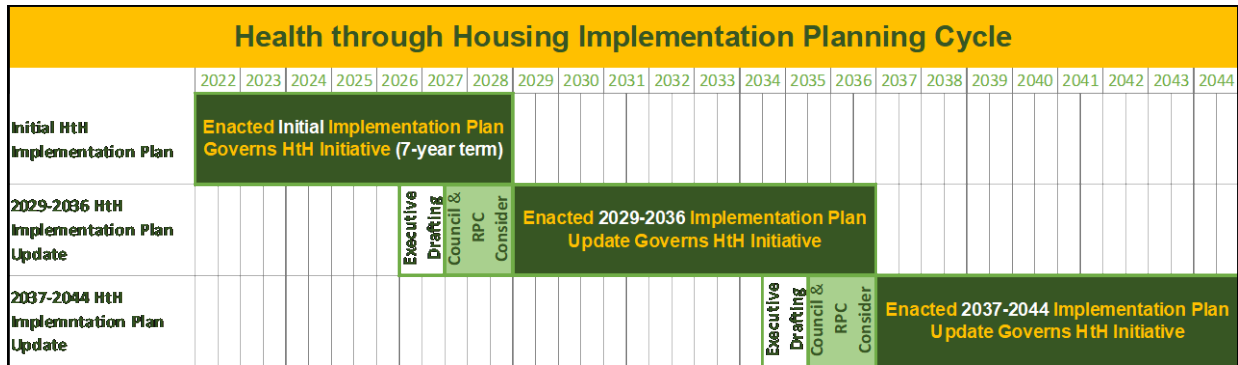 Health through Housing Implementation Planning Cycle
2022 2023 2024 2025 2026 2027 2028 2029 2030 2031 2032 2033 2034 2035 2036 2037 2038 2039 2040 2041 2042 2043 2044
Initial HtH
Implementation Plan
Enacted Initial Implementation Plan
Governs HtH Initiative (7-year term)
2029-2036 HtH
Implementation Plan
Update
Executive
Drafting
Council &
RPC
Consider
Enacted 2029-2036 Implementation Plan
Update Governs HtH Initiative
2037-2044 HtH
Implemntation Plan
Update
Executive
Drafting
Council &
RPC
Consider
Enacted 2037-2044 Implementation Plan
Update Governs HtH Initiative